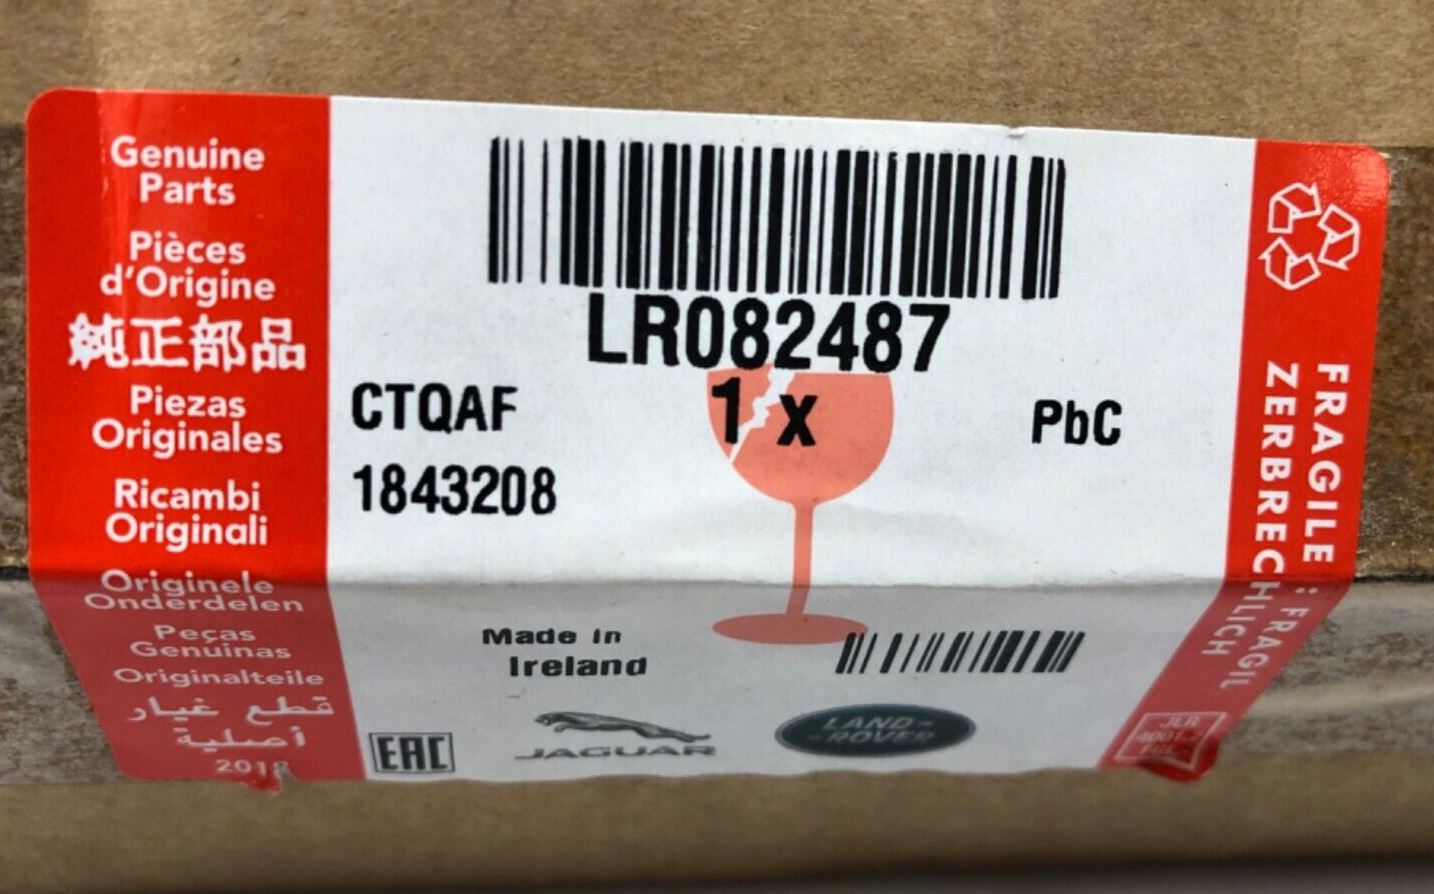 Genuine
Parts
Pièces
d'Origine
純正部品
Piezas
Originales
Ricambi
Originali
Originele
Onderdelen
Peças
Genuinas
Originalteile
قطع غيار
أصلية
LR082487
CTQAF
1 x
PbC
1843208
Made in
Ireland
EAC
JAGUAR
LAND-
-ROVER
FRAGILE : FRAGIL
ZERBRECHLICH
JLR